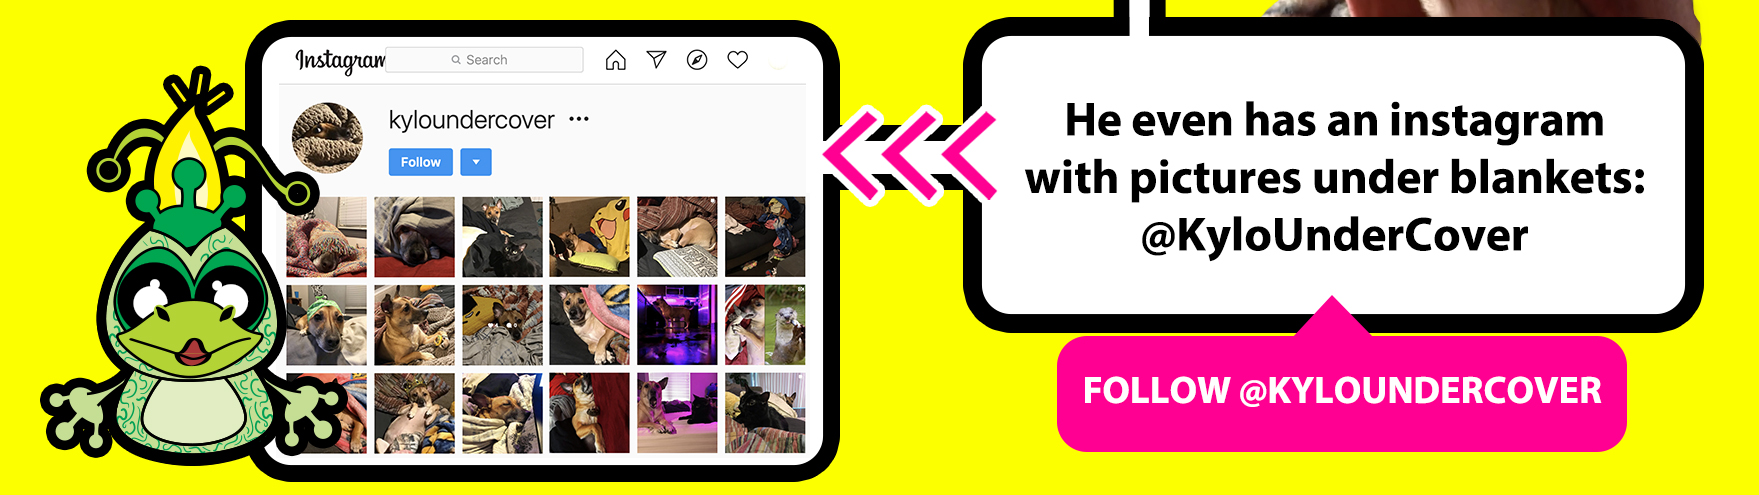 Instagram
Search
kyloundercover
Follow
He even has an instagram
with pictures under blankets:
@KyloUnderCover
FOLLOW @KYLOUNDERCOVER